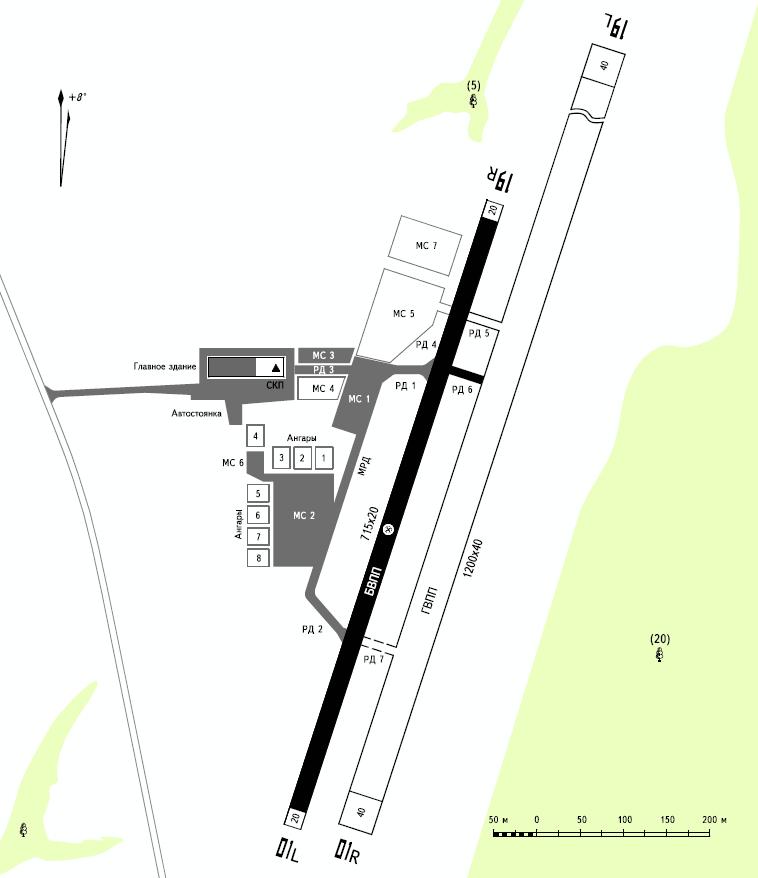 19L
40
(5)
+8°
19R
20
МС 7
МС 5
РД 5
РД 4
МС 3
Главное здание
РД 3
СКП
МС 4
РД 1
РД 6
МС 1
Автостоянка
4
Ангары
3 2 1
МС 6
МРД
5
6
7
8
Ангары
МС 2
715x20
1200x40
БВПП
ГВПП
РД 2
РД 7
(20)
20
40
01L
01R
50 м 0 50 100 150 200 м